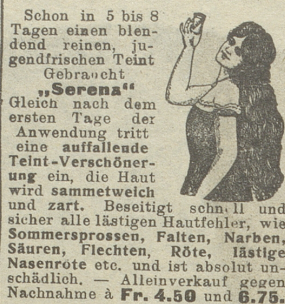 Schon in 5 bis 8
Tagen einen blen-
dend reinen, ju-
gendfrischen Teint
Gebraucht
„Serena“
Gleich nach dem
ersten Tage der
Anwendung tritt
eine auffallende
Teint-Verschöner-
ung ein, die Haut
wird sammetweich
und zart. Beseitigt schnell und
sicher alle lästigen Hautfehler, wie
Sommersprossen, Falten, Narben,
Säuren, Flechten, Röte, lästige
Nasenröte etc. und ist absolut un-
schädlich. — Alleinverkauf gegen
Nachnahme à Fr. 4.50 und 6.75.